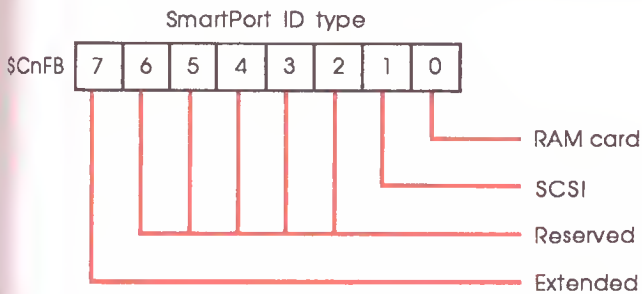 SmartPort ID type
$CnFB 7 6 5 4 3 2 1 0
RAM card
SCSI
Reserved
Extended